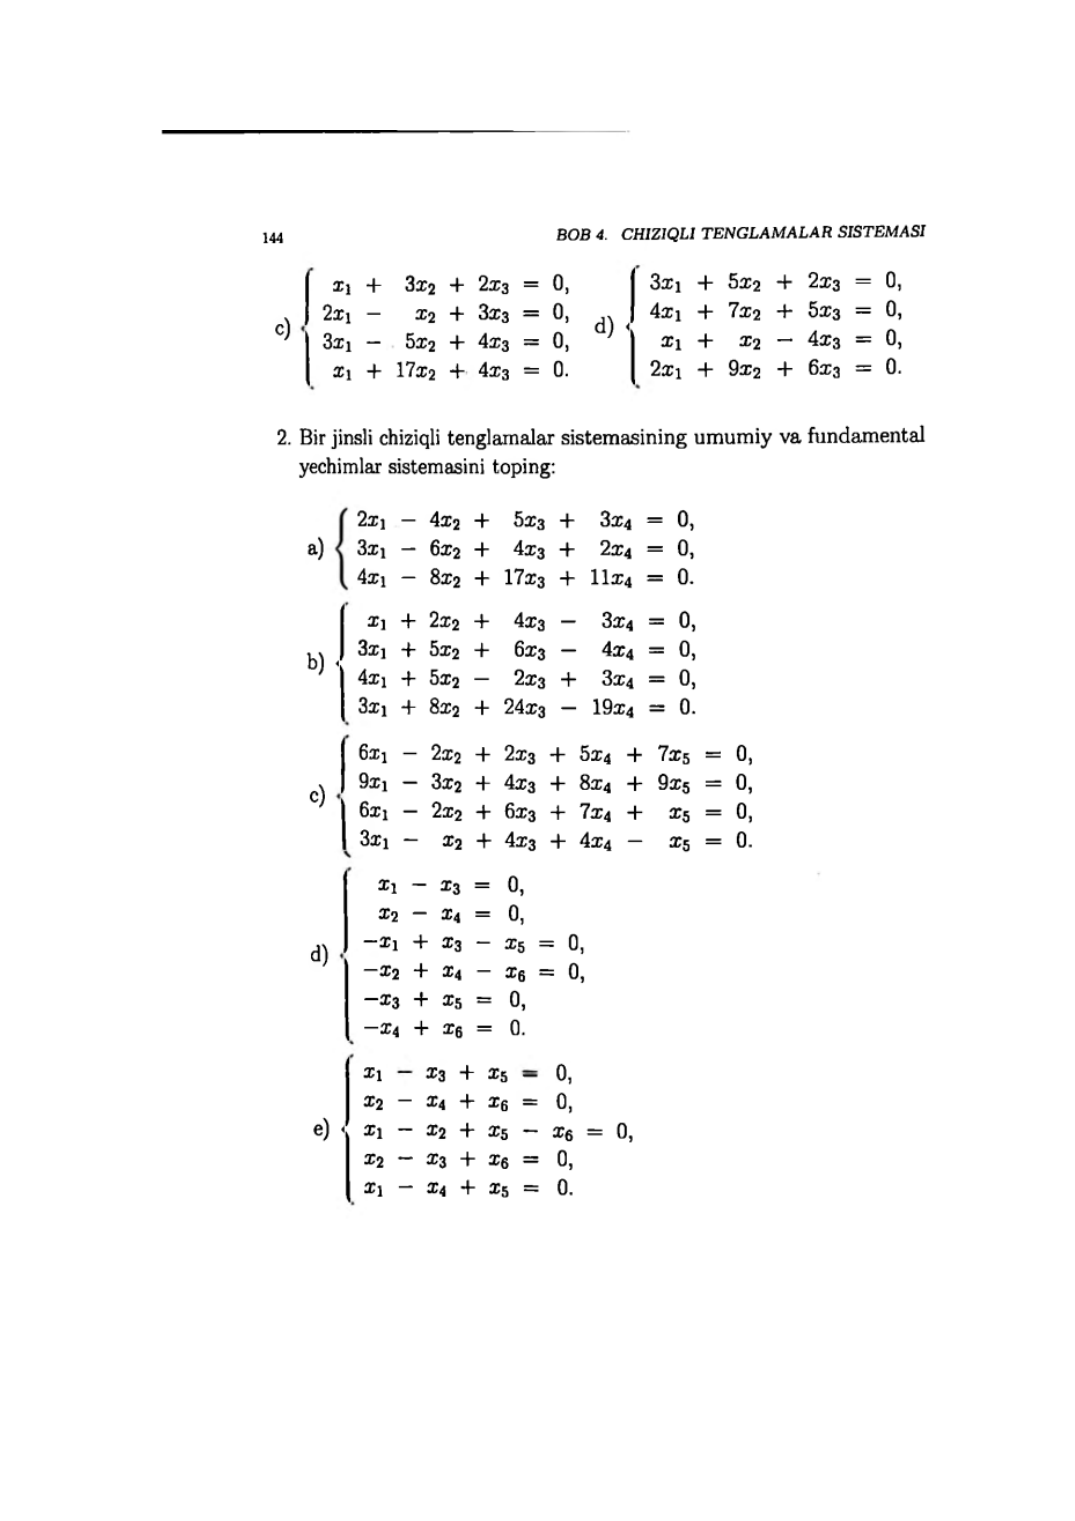 144 BOB 4. CHIZIQLI TENGLAMALAR SISTEMASI
c) x₁ + 3x₂ + 2x₃ = 0, d) 3x₁ + 5x₂ + 2x₃ = 0,
2x₁ − x₂ + 3x₃ = 0, 4x₁ + 7x₂ + 5x₃ = 0,
3x₁ − 5x₂ + 4x₃ = 0, x₁ + x₂ − 4x₃ = 0,
x₁ + 17x₂ + 4x₃ = 0. 2x₁ + 9x₂ + 6x₃ = 0.
2. Bir jinsli chiziqli tenglamalar sistemasining umumiy va fundamental
yechimlar sistemasini toping:
a) 2x₁ − 4x₂ + 5x₃ + 3x₄ = 0,
3x₁ − 6x₂ + 4x₃ + 2x₄ = 0,
4x₁ − 8x₂ + 17x₃ + 11x₄ = 0.
b) x₁ + 2x₂ + 4x₃ − 3x₄ = 0,
3x₁ + 5x₂ + 6x₃ − 4x₄ = 0,
4x₁ + 5x₂ − 2x₃ + 3x₄ = 0,
3x₁ + 8x₂ + 24x₃ − 19x₄ = 0.
c) 6x₁ − 2x₂ + 2x₃ + 5x₄ + 7x₅ = 0,
9x₁ − 3x₂ + 4x₃ + 8x₄ + 9x₅ = 0,
6x₁ − 2x₂ + 6x₃ + 7x₄ + x₅ = 0,
3x₁ − x₂ + 4x₃ + 4x₄ − x₅ = 0.
d) x₁ − x₃ = 0,
x₂ − x₄ = 0,
−x₁ + x₃ − x₅ = 0,
−x₂ + x₄ − x₆ = 0,
−x₃ + x₅ = 0,
−x₄ + x₆ = 0.
e) x₁ − x₃ + x₅ = 0,
x₂ − x₄ + x₆ = 0,
x₁ − x₂ + x₅ − x₆ = 0,
x₂ − x₃ + x₆ = 0,
x₁ − x₄ + x₅ = 0.